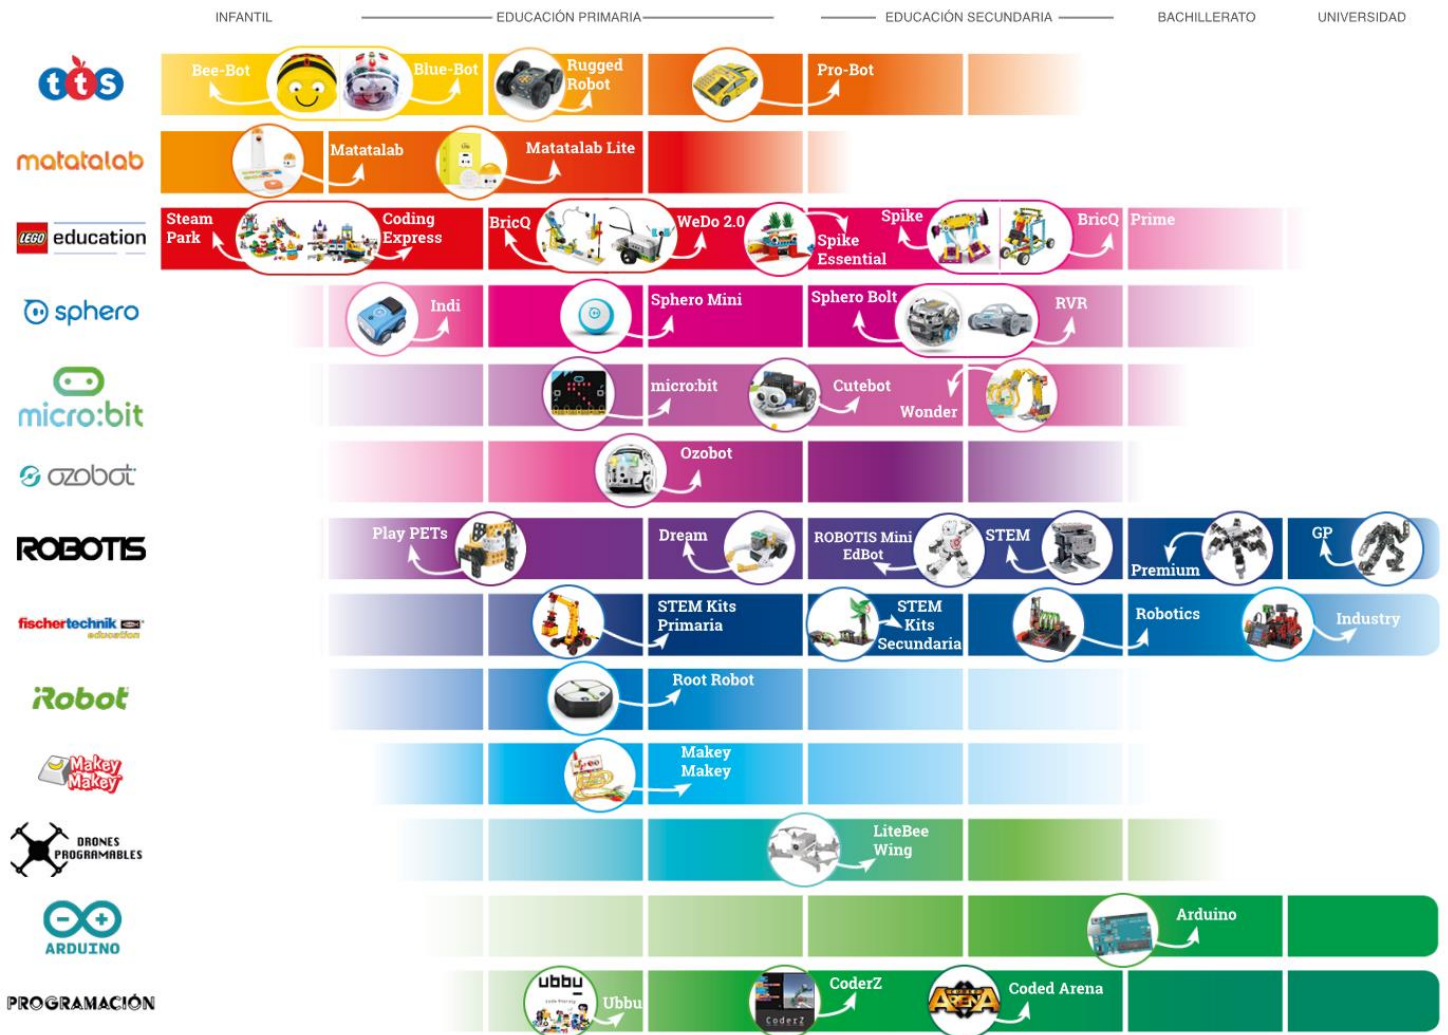 INFANTIL
EDUCACIÓN PRIMARIA
EDUCACIÓN SECUNDARIA
BACHILLERATO
UNIVERSIDAD
tts
Bee-Bot
Blue-Bot
Rugged
Robot
Pro-Bot
matatalab
Matatalab
Matatalab Lite
LEGO education
Steam
Park
Coding
Express
BricQ
WeDo 2.0
Spike
Essential
Spike
BricQ Prime
sphero
Indi
Sphero Mini
Sphero Bolt
RVR
micro:bit
micro:bit
Cutebot
Wonder
ozobot
Ozobot
ROBOTIS
Play PETs
Dream
ROBOTIS Mini
EdBot
STEM
Premium
GP
fischertechnik
education
STEM Kits
Primaria
STEM
Kits
Secundaria
Robotics
Industry
iRobot
Root Robot
Makey
Makey
Makey
Makey
DRONES
PROGRAMABLES
LiteBee
Wing
ARDUINO
Arduino
PROGRAMACIÓN
ubbu
Ubbu
CoderZ
CoderZ
ARENA
Coded Arena